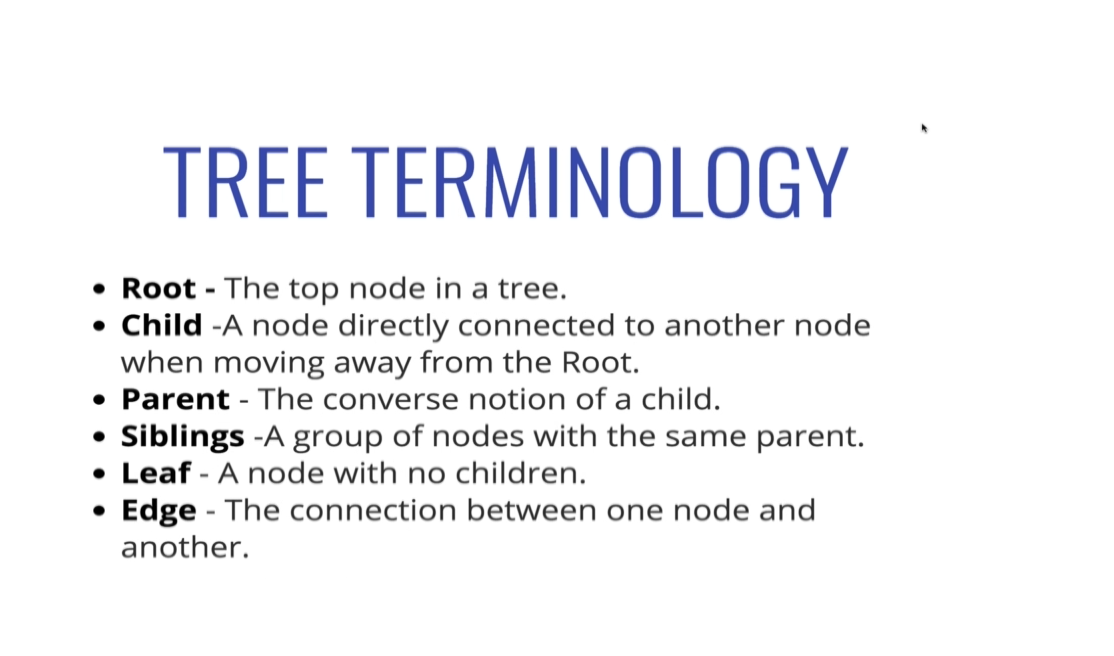 TREE TERMINOLOGY
• Root - The top node in a tree.
• Child -A node directly connected to another node
when moving away from the Root.
• Parent - The converse notion of a child.
• Siblings -A group of nodes with the same parent.
• Leaf - A node with no children.
• Edge - The connection between one node and
another.